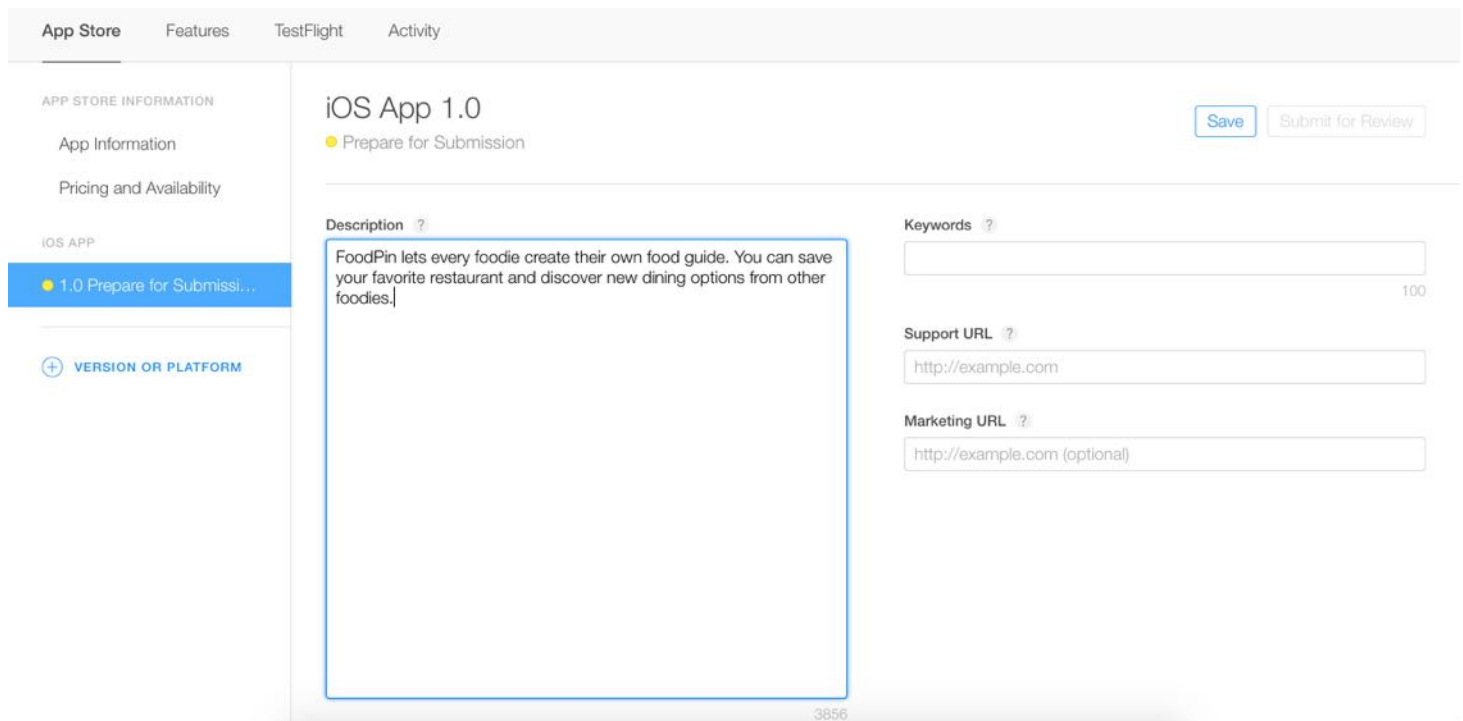 App Store Features TestFlight Activity
APP STORE INFORMATION
App Information
Pricing and Availability
iOS APP
1.0 Prepare for Submissi...
VERSION OR PLATFORM
iOS App 1.0
Prepare for Submission
Save Submit for Review
Description ?
FoodPin lets every foodie create their own food guide. You can save
your favorite restaurant and discover new dining options from other
foodies.
3856
Keywords ?
100
Support URL ?
http://example.com
Marketing URL ?
http://example.com (optional)